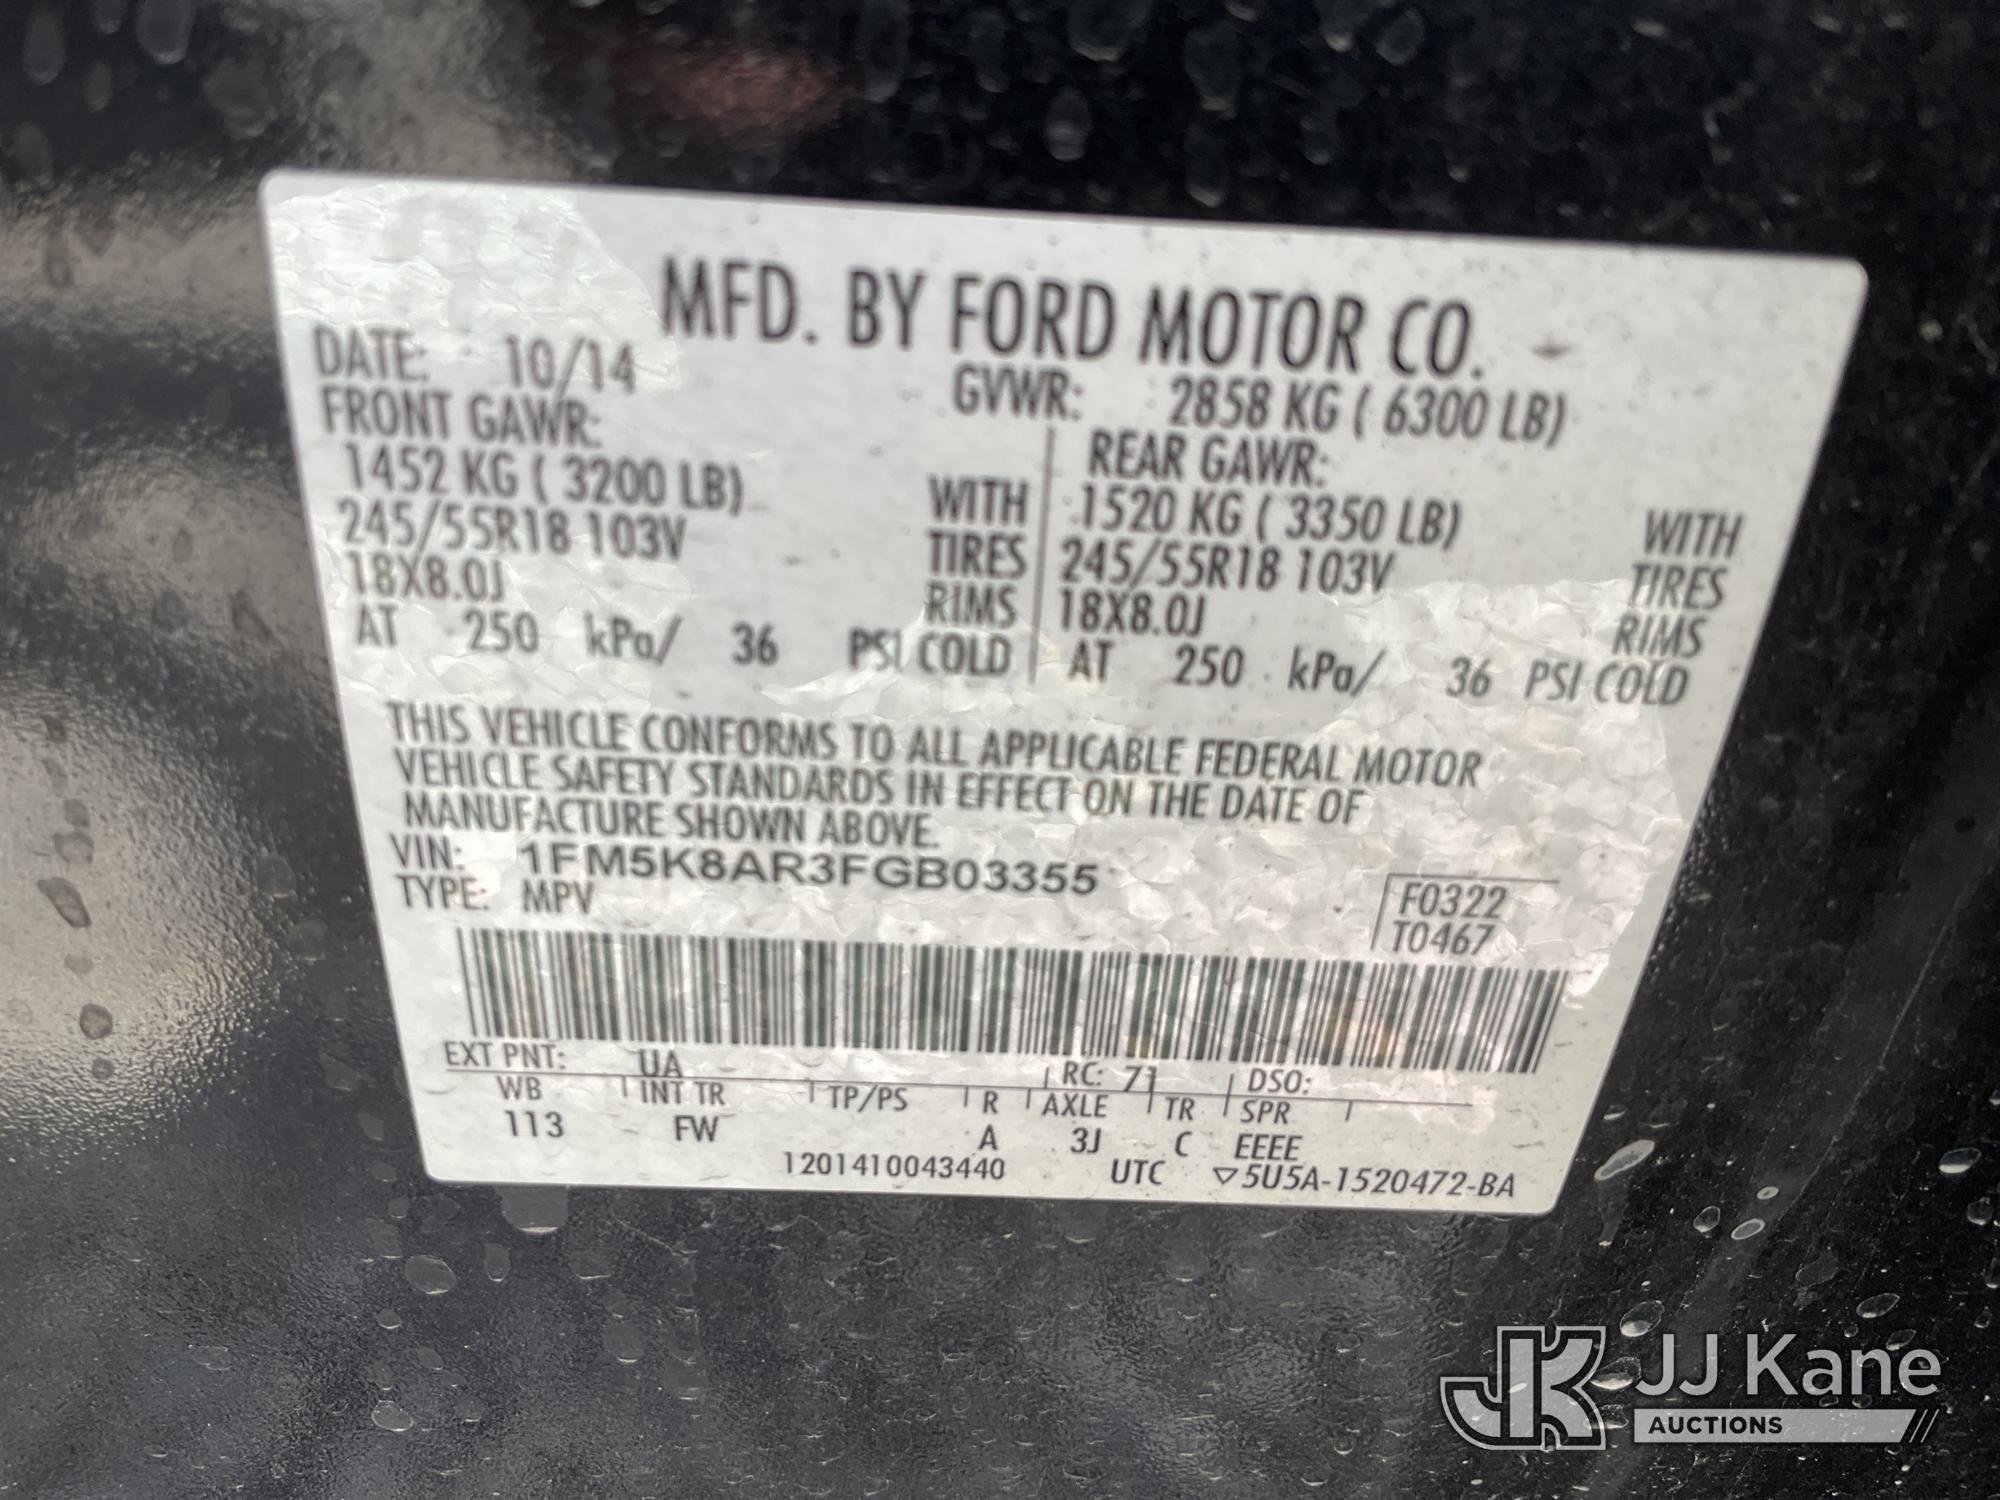 MFD. BY FORD MOTOR CO.
DATE: 10/14 GVWR: 2858 KG ( 6300 LB)
FRONT GAWR: REAR GAWR:
1452 KG ( 3200 LB) WITH 1520 KG ( 3350 LB) WITH
245/55R18 103V TIRES 245/55R18 103V TIRES
18X8.0J RIMS 18X8.0J RIMS
AT 250 kPa/ 36 PSI COLD AT 250 kPa/ 36 PSI COLD
THIS VEHICLE CONFORMS TO ALL APPLICABLE FEDERAL MOTOR
VEHICLE SAFETY STANDARDS IN EFFECT ON THE DATE OF
MANUFACTURE SHOWN ABOVE.
VIN: 1FM5K8AR3FGB03355
TYPE: MPV
F0322
T0467
EXT PNT: UA RC: 71 DSO:
WB INT TR TP/PS R AXLE TR SPR
113 FW A 3J C EEEE
1201410043440 UTC ▽5U5A-1520472-BA
JK JJ Kane
AUCTIONS